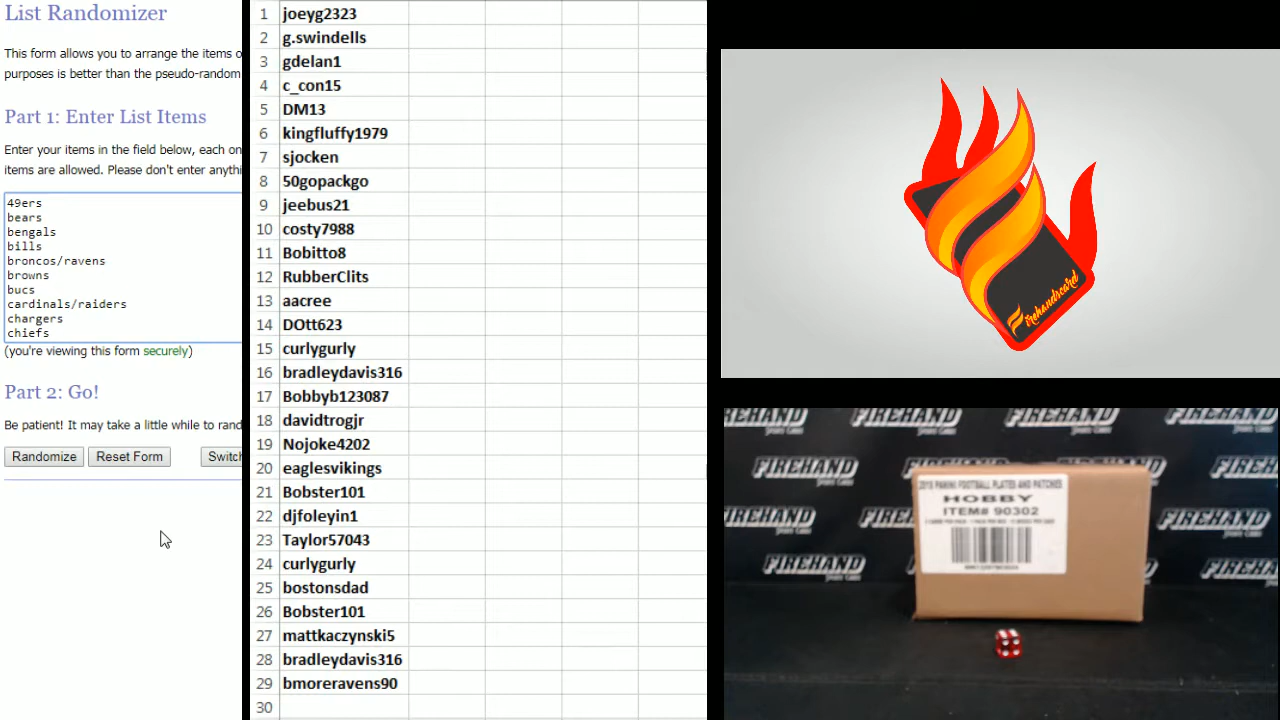 List Randomizer
This form allows you to arrange the items o
purposes is better than the pseudo-random
Part 1: Enter List Items
Enter your items in the field below, each on
items are allowed. Please don't enter anythi
49ers
bears
bengals
bills
broncos/ravens
browns
bucs
cardinals/raiders
chargers
chiefs
(you're viewing this form securely)
Part 2: Go!
Be patient! It may take a little while to rand
Randomize
Reset Form
Switch
1 joeyg2323
2 g.swindells
3 gdelan1
4 c_con15
5 DM13
6 kingfluffy1979
7 sjocken
8 50gopackgo
9 jeebus21
10 costy7988
11 Bobitto8
12 RubberClits
13 aacree
14 DOtt623
15 curlygurly
16 bradleydavis316
17 Bobbyb123087
18 davidtrogjr
19 Nojoke4202
20 eaglesvikings
21 Bobster101
22 djfoleyin1
23 Taylor57043
24 curlygurly
25 bostonsdad
26 Bobster101
27 mattkaczynski5
28 bradleydavis316
29 bmoreravens90
30
Firehandscard
FIREHAND
2018 PANINI FOOTBALL PLATES AND PATCHES
HOBBY
ITEM# 90302